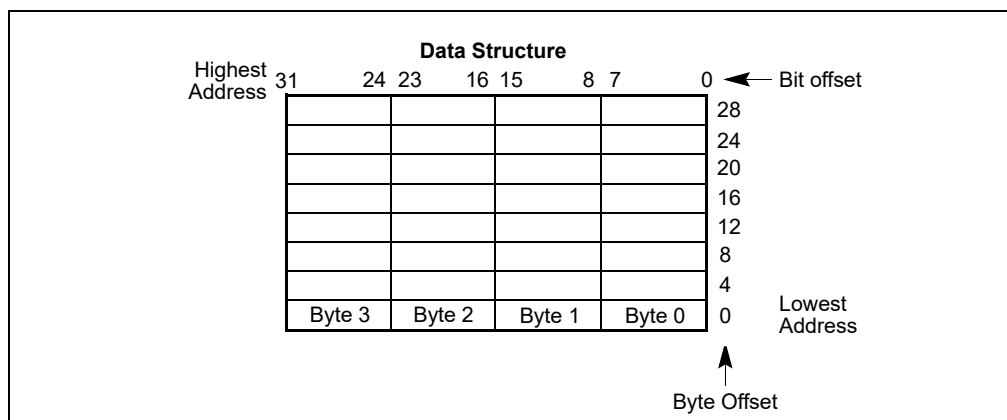 Data Structure
Highest
Address
31 24 23 16 15 8 7 0 Bit offset
28
24
20
16
12
8
4
Byte 3 Byte 2 Byte 1 Byte 0 0
Lowest
Address
Byte Offset